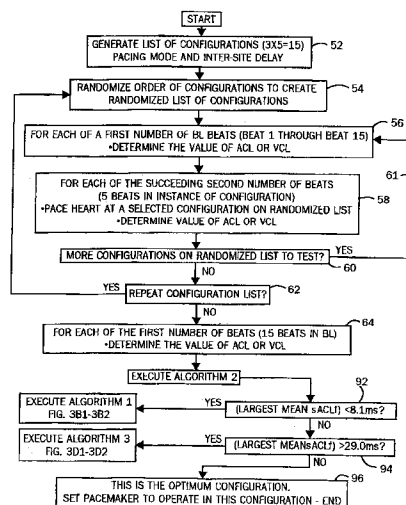 START
GENERATE LIST OF CONFIGURATIONS (3X5=15)
PACING MODE AND INTER-SITE DELAY
52
RANDOMIZE ORDER OF CONFIGURATIONS TO CREATE
RANDOMIZED LIST OF CONFIGURATIONS
54
56
FOR EACH OF A FIRST NUMBER OF BL BEATS (BEAT 1 THROUGH BEAT 15)
•DETERMINE THE VALUE OF ACL OR VCL
61
FOR EACH OF THE SUCCEEDING SECOND NUMBER OF BEATS
(5 BEATS IN INSTANCE OF CONFIGURATION)
•PACE HEART AT A SELECTED CONFIGURATION ON RANDOMIZED LIST
•DETERMINE VALUE OF ACL OR VCL
58
MORE CONFIGURATIONS ON RANDOMIZED LIST TO TEST?
YES
60
NO
YES
REPEAT CONFIGURATION LIST?
62
NO
64
FOR EACH OF THE FIRST NUMBER OF BEATS (15 BEATS IN BL)
•DETERMINE THE VALUE OF ACL OR VCL
EXECUTE ALGORITHM 2
92
EXECUTE ALGORITHM 1
FIG. 3B1-3B2
YES
(LARGEST MEAN sACL1) <8.1ms?
NO
EXECUTE ALGORITHM 3
FIG. 3D1-3D2
YES
(LARGEST MEANsACL1) >29.0ms?
NO
94
96
THIS IS THE OPTIMUM CONFIGURATION.
SET PACEMAKER TO OPERATE IN THIS CONFIGURATION - END